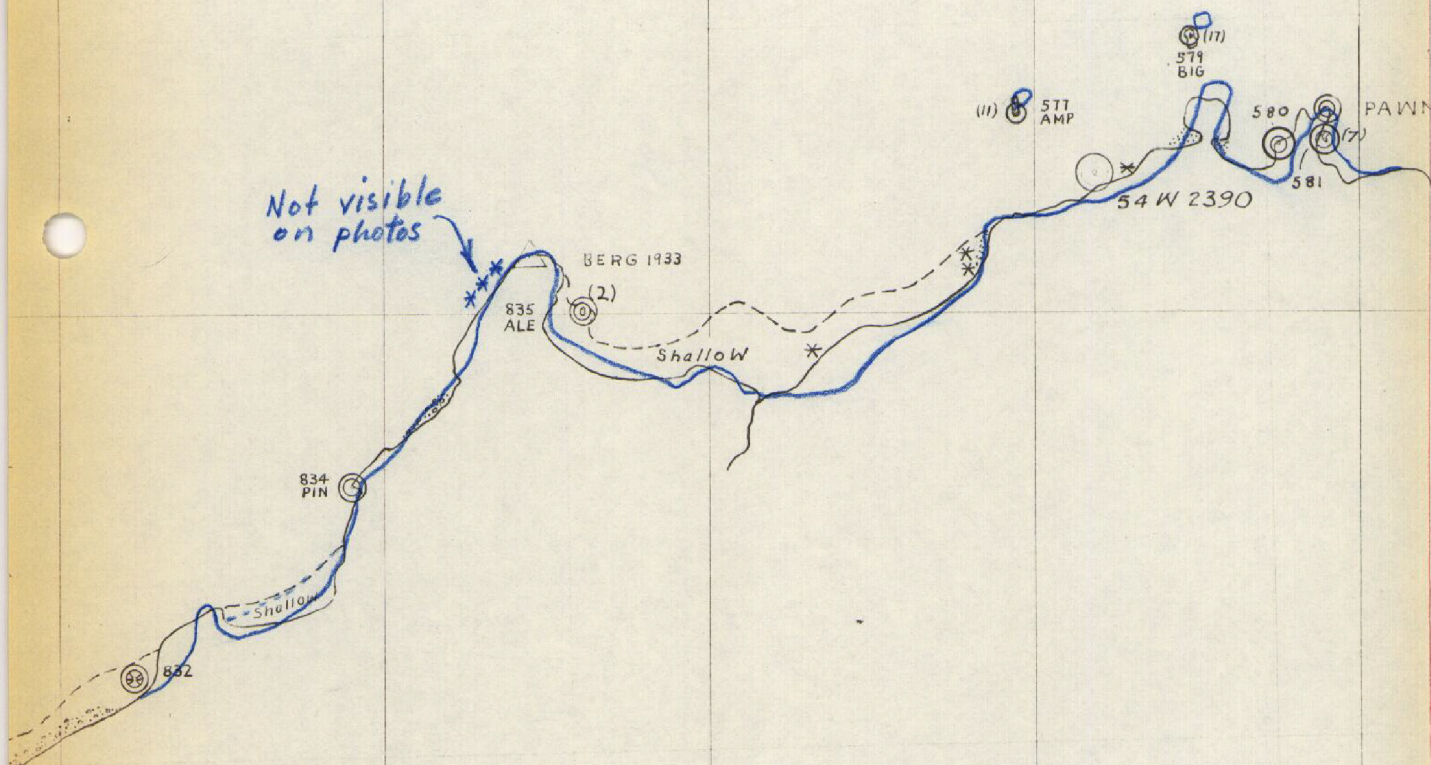 (17)
579
BIG
(11)
577
AMP
580
PAWN
(7)
581
54 W 2390
Not visible
on photos
BERG 1933
(2)
835
ALE
Shallow
834
PIN
Shallow
832